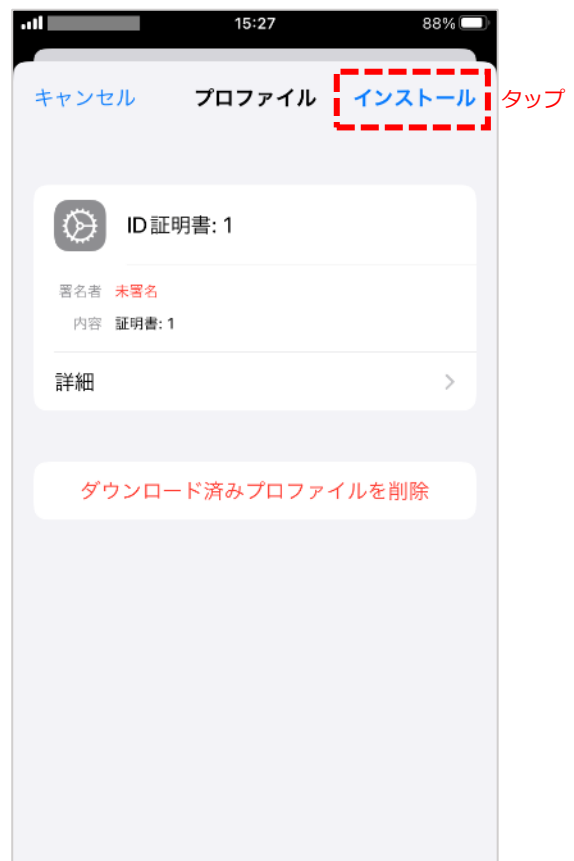 15:27 88%
キャンセル プロファイル インストール タップ
ID証明書: 1
署名者 未署名
内容 証明書: 1
詳細
ダウンロード済みプロファイルを削除